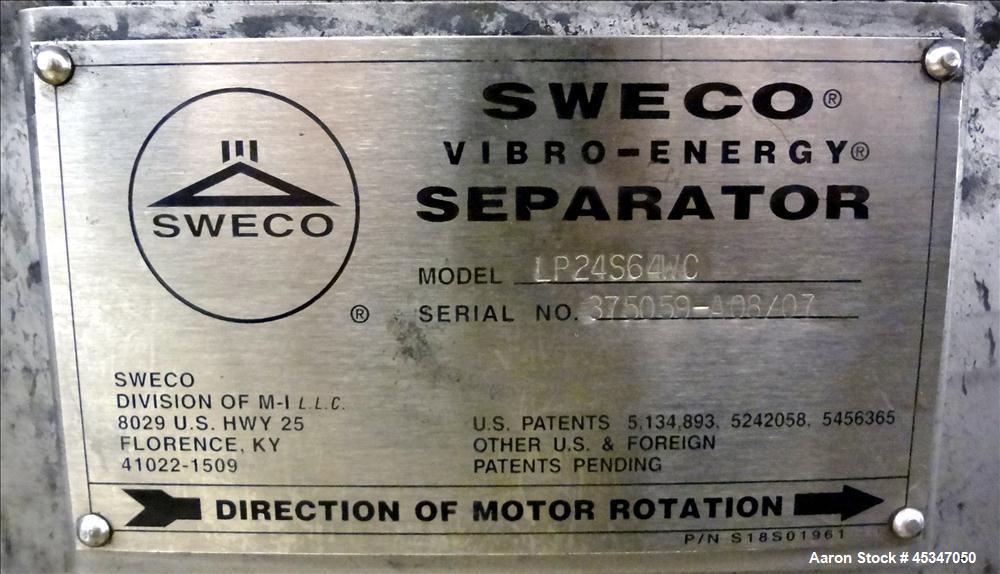 SWECO®
VIBRO-ENERGY®
SEPARATOR
SWECO
®
MODEL LP24S64WC
SERIAL NO. 375059-A08/07
SWECO
DIVISION OF M-I L.L.C.
8029 U.S. HWY 25
FLORENCE, KY
41022-1509
U.S. PATENTS 5,134,893, 5242058, 5456365
OTHER U.S. & FOREIGN
PATENTS PENDING
DIRECTION OF MOTOR ROTATION
P/N S18S01961
Aaron Stock # 45347050